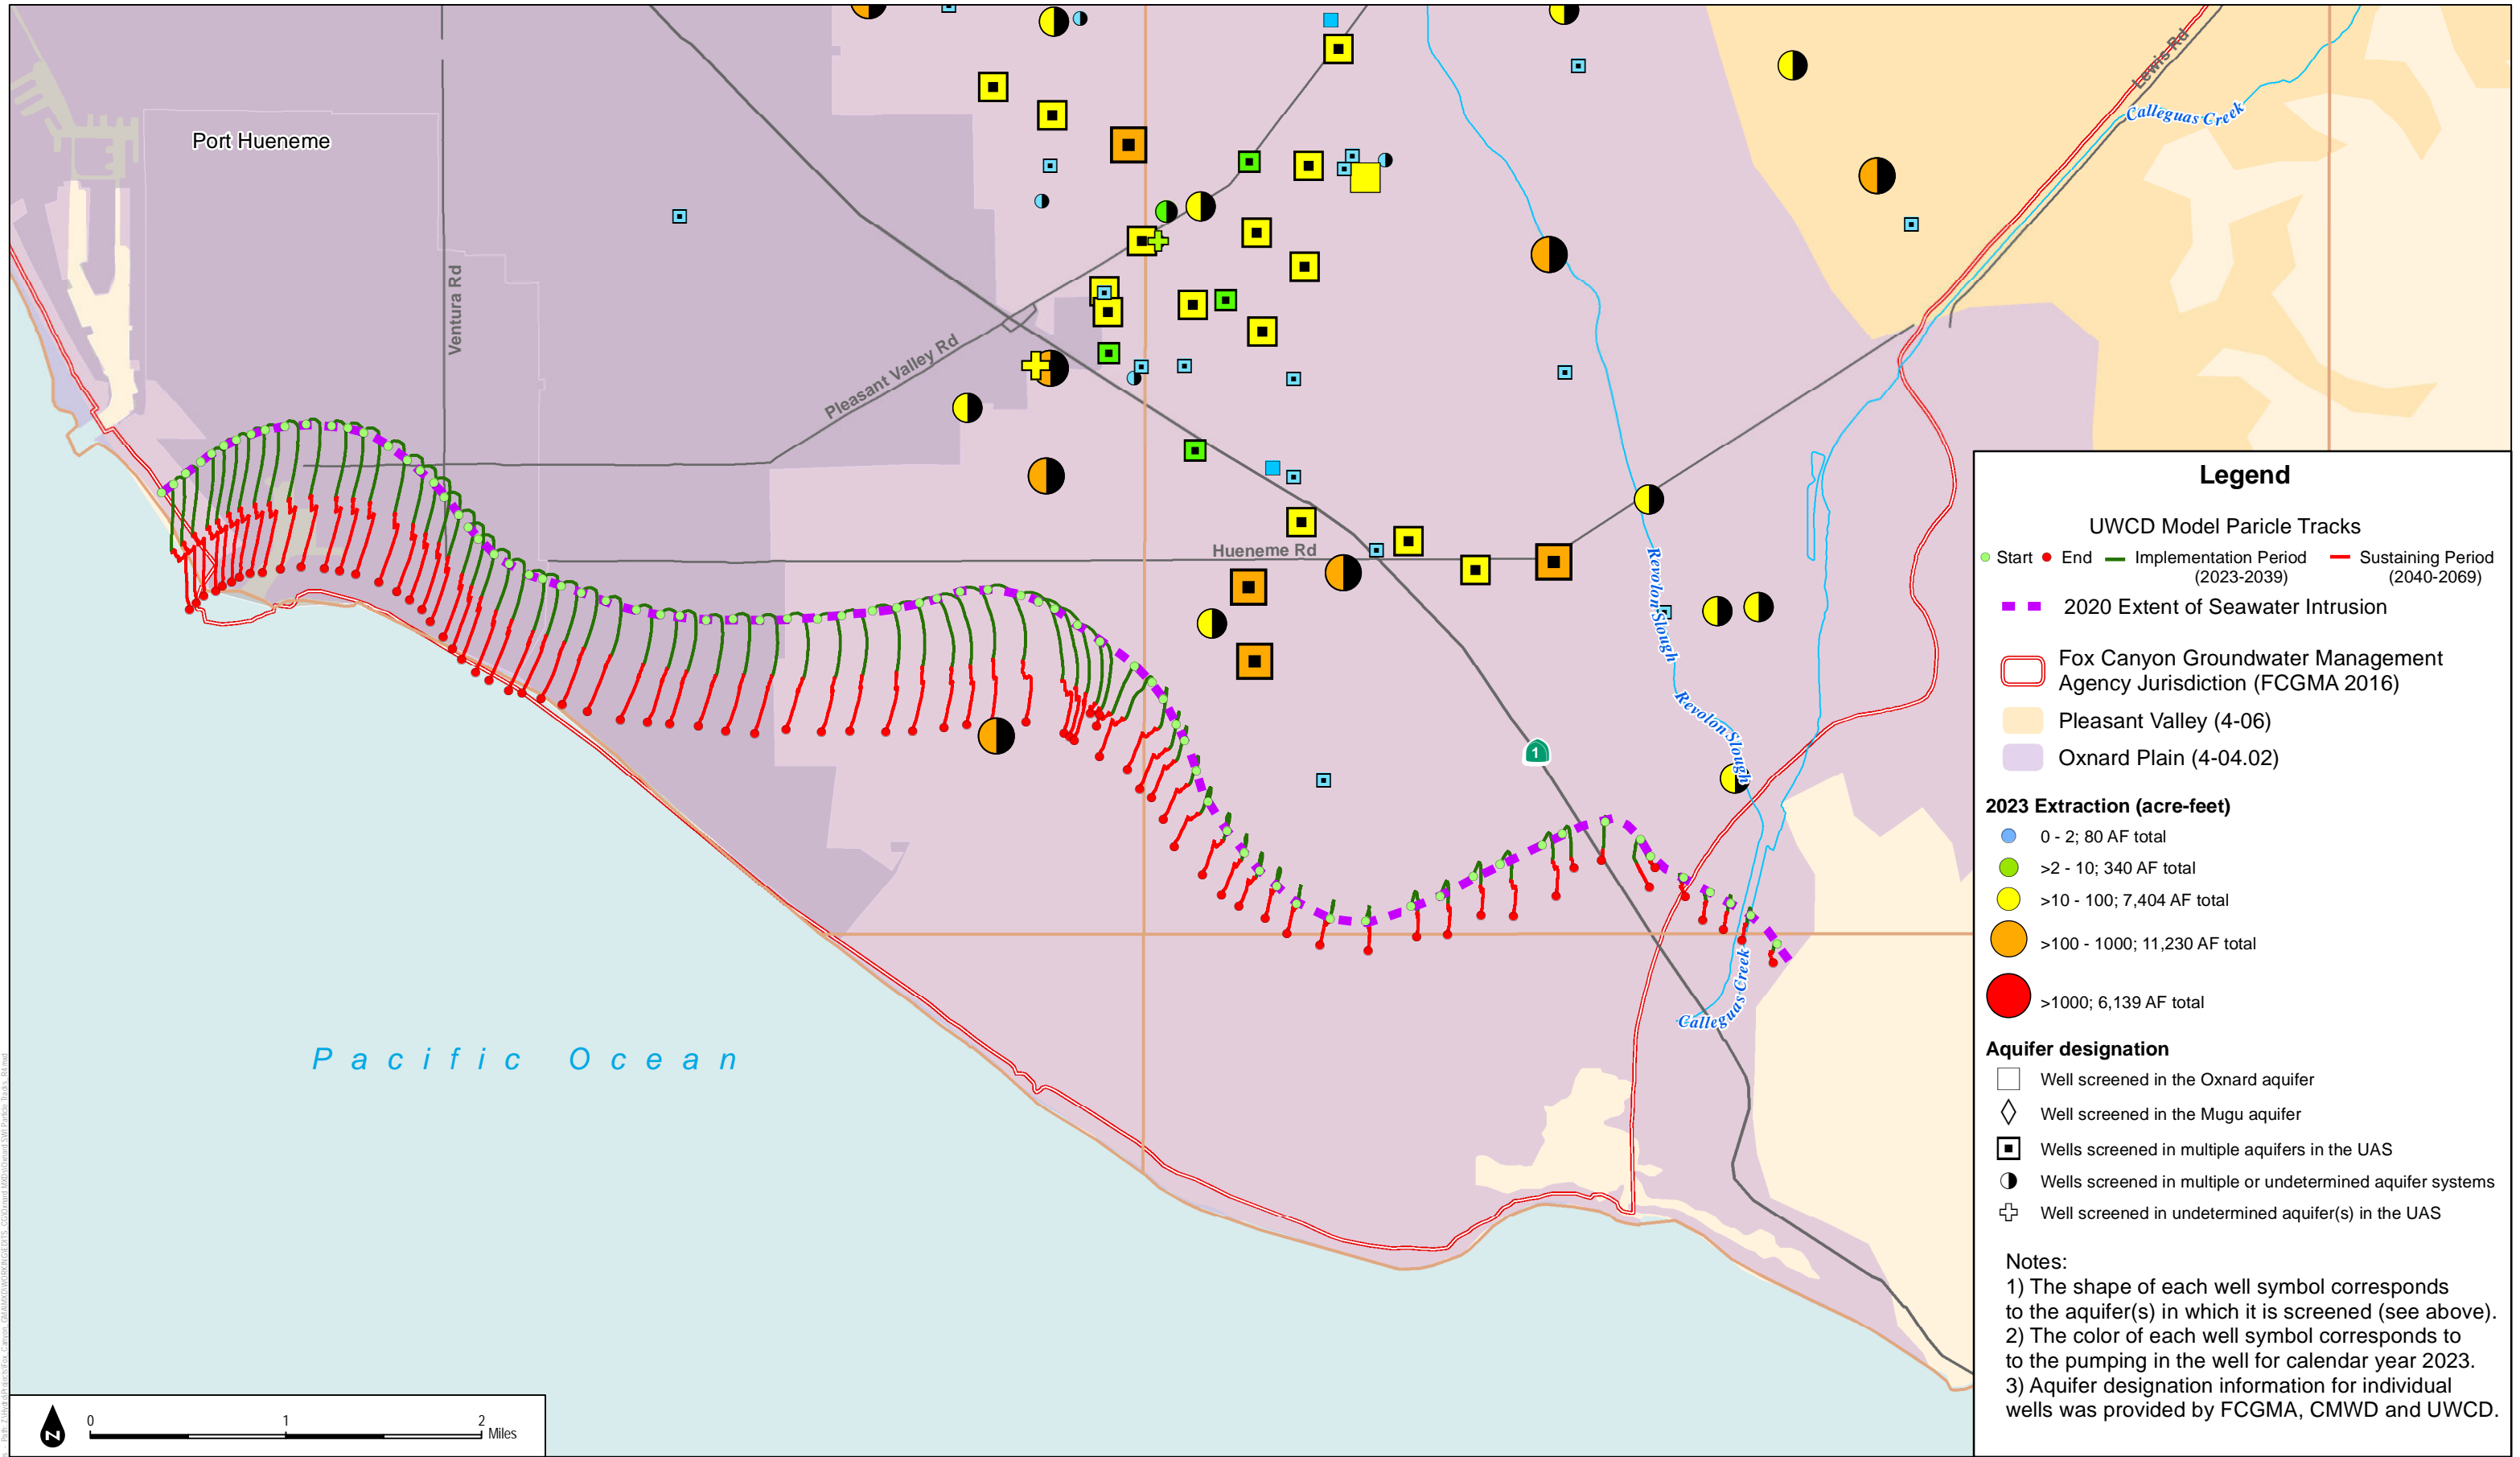 Port Hueneme
Ventura Rd
Pleasant Valley Rd
Hueneme Rd
Lewis Rd
Calleguas Creek
Revolon Slough
Revolon Slough
Calleguas Creek
1
Pacific Ocean
N
0 1 2
Miles
Legend
UWCD Model Paricle Tracks
Start End Implementation Period Sustaining Period
(2023-2039) (2040-2069)
2020 Extent of Seawater Intrusion
Fox Canyon Groundwater Management
Agency Jurisdiction (FCGMA 2016)
Pleasant Valley (4-06)
Oxnard Plain (4-04.02)
2023 Extraction (acre-feet)
0 - 2; 80 AF total
>2 - 10; 340 AF total
>10 - 100; 7,404 AF total
>100 - 1000; 11,230 AF total
>1000; 6,139 AF total
Aquifer designation
Well screened in the Oxnard aquifer
Well screened in the Mugu aquifer
Wells screened in multiple aquifers in the UAS
Wells screened in multiple or undetermined aquifer systems
Well screened in undetermined aquifer(s) in the UAS
Notes:
1) The shape of each well symbol corresponds
to the aquifer(s) in which it is screened (see above).
2) The color of each well symbol corresponds to
to the pumping in the well for calendar year 2023.
3) Aquifer designation information for individual
wells was provided by FCGMA, CMWD and UWCD.